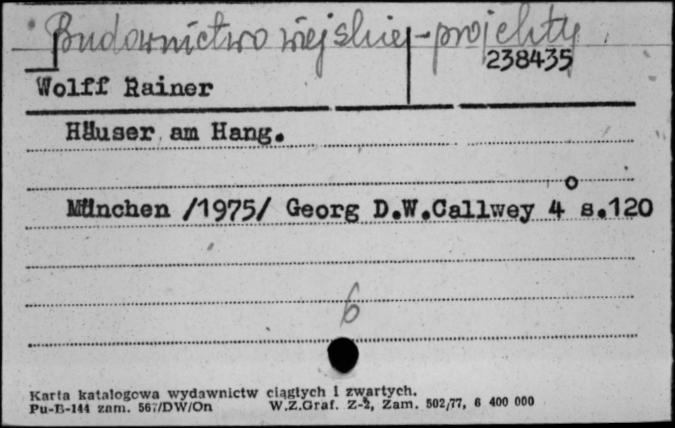 Budownictwo wiejskie - projekty.
238435
Wolff Rainer
Häuser am Hang.
München /1975/ Georg D.W.Callwey 4° s.120
6
Karta katalogowa wydawnictw ciągłych i zwartych.
Pu-B-144 zam. 567/DW/On W.Z.Graf. Z-2, Zam. 502/77, 6 400 000